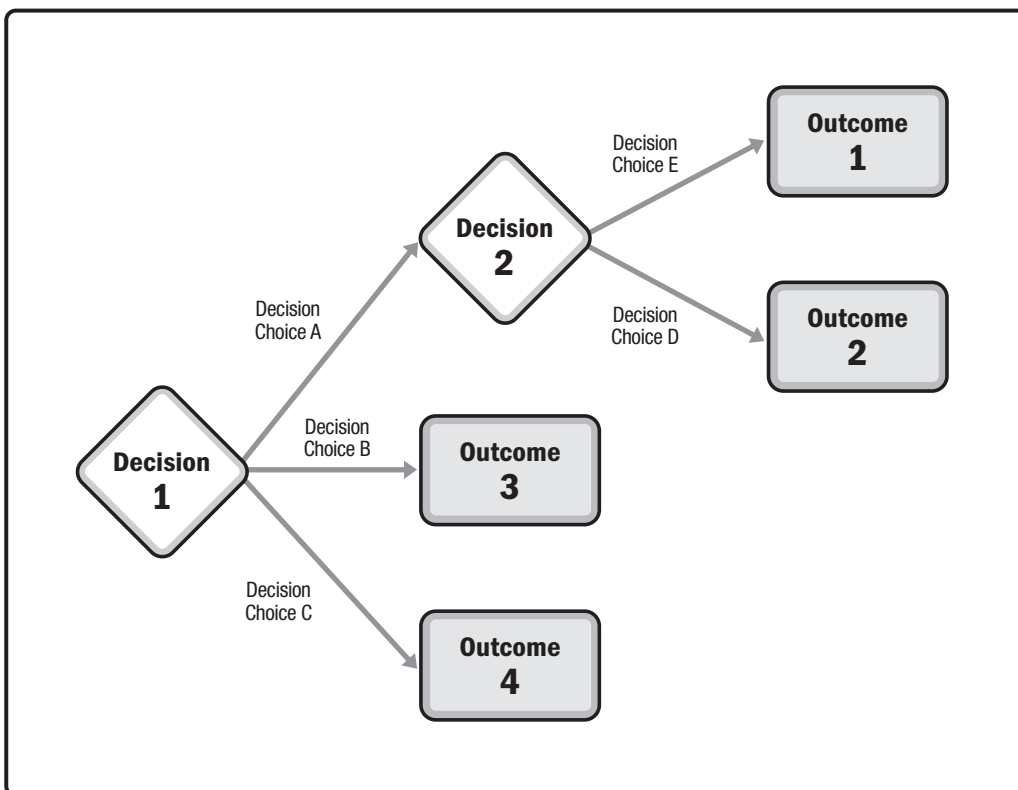 Decision
1
Decision
Choice A
Decision
Choice B
Decision
Choice C
Decision
2
Decision
Choice E
Decision
Choice D
Outcome
1
Outcome
2
Outcome
3
Outcome
4